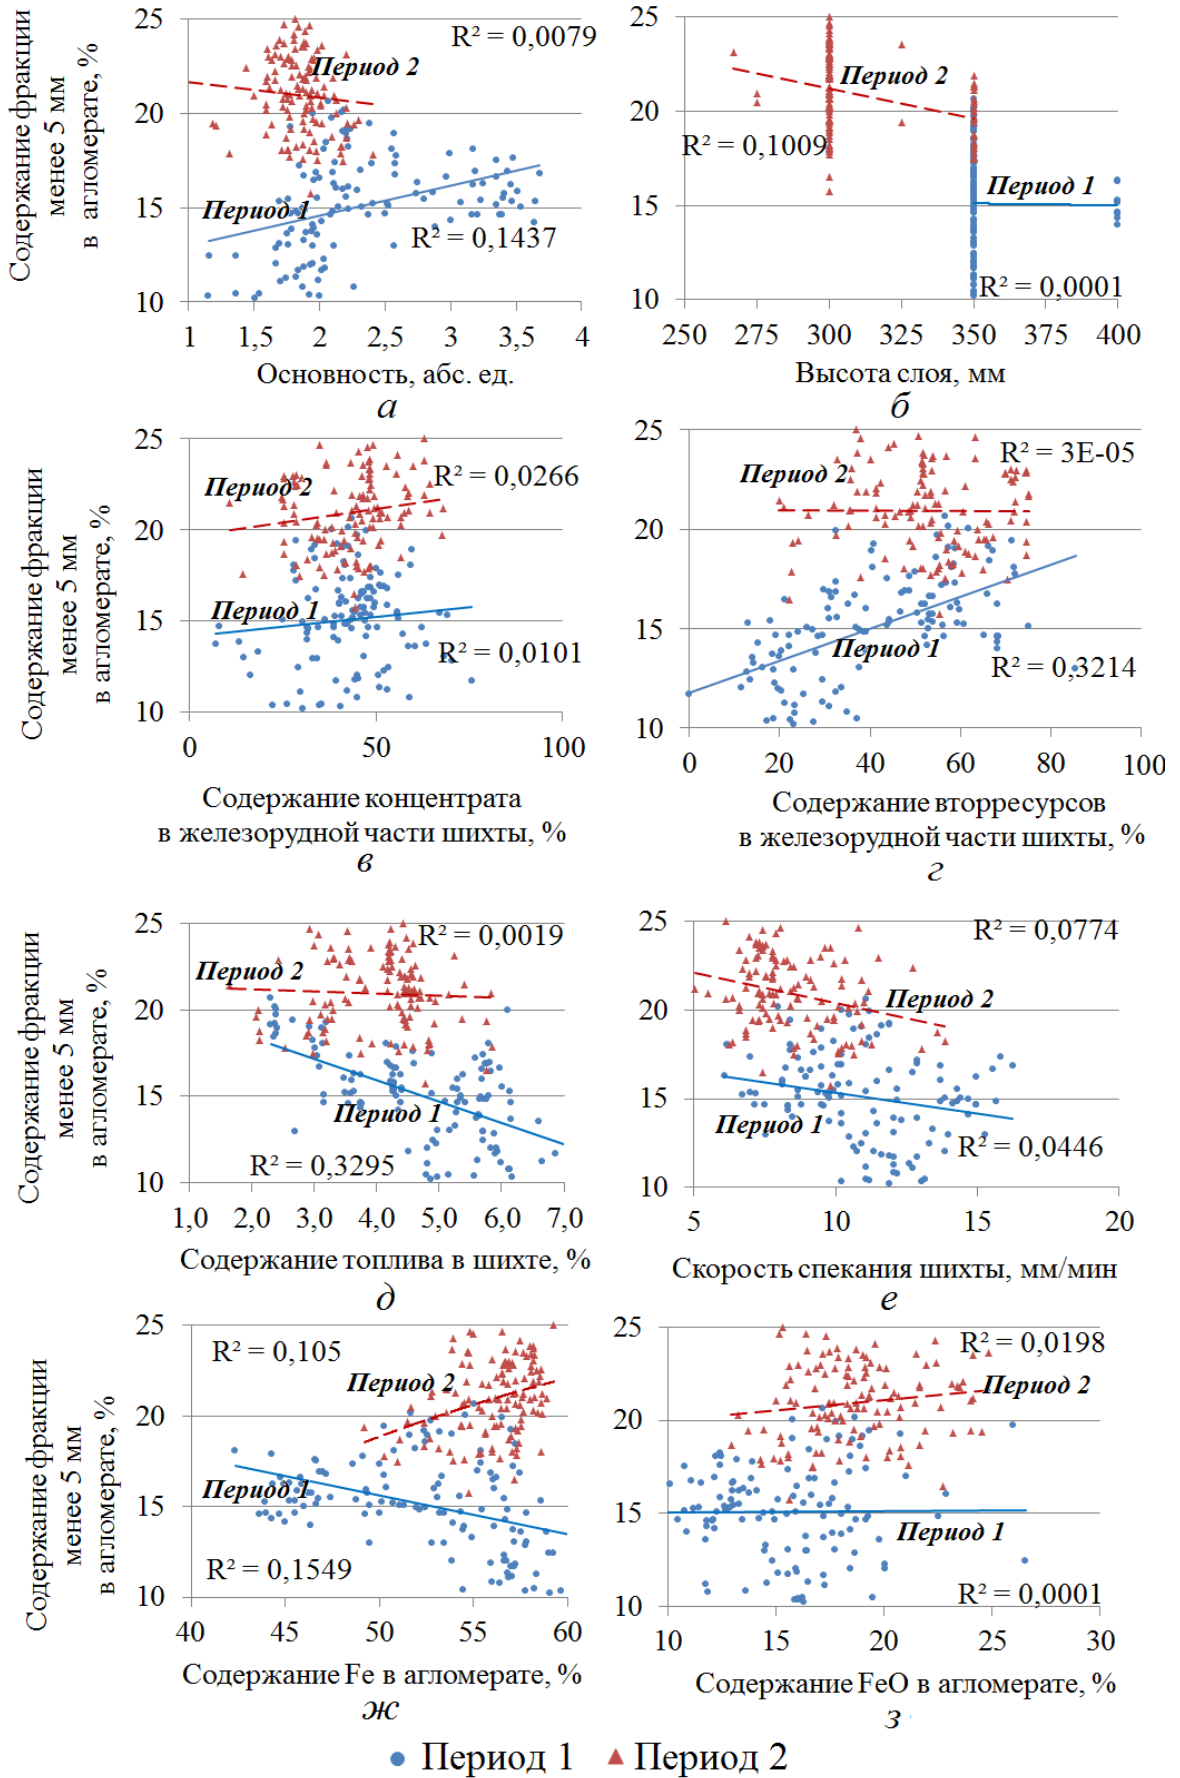 Содержание фракции
менее 5 мм
в агломерате, %
25
20
15
10
R² = 0,0079
Период 2
Период 1
R² = 0,1437
1 1,5 2 2,5 3 3,5 4
Основность, абс. ед.
а
25
20
15
10
Период 2
R² = 0,1009
Период 1
R² = 0,0001
250 275 300 325 350 375 400
Высота слоя, мм
б
Содержание фракции
менее 5 мм
в агломерате, %
25
20
15
10
R² = 0,0266
Период 2
Период 1
R² = 0,0101
0 50 100
Содержание концентрата
в железорудной части шихты, %
в
25
20
15
10
R² = 3E-05
Период 2
Период 1
R² = 0,3214
0 20 40 60 80 100
Содержание вторресурсов
в железорудной части шихты, %
г
Содержание фракции
менее 5 мм
в агломерате, %
25
20
15
10
R² = 0,0019
Период 2
Период 1
R² = 0,3295
1,0 2,0 3,0 4,0 5,0 6,0 7,0
Содержание топлива в шихте, %
д
25
20
15
10
R² = 0,0774
Период 2
Период 1
R² = 0,0446
5 10 15 20
Скорость спекания шихты, мм/мин
е
Содержание фракции
менее 5 мм
в агломерате, %
25
20
15
10
R² = 0,105
Период 2
Период 1
R² = 0,1549
40 45 50 55 60
Содержание Fe в агломерате, %
ж
25
20
15
10
R² = 0,0198
Период 2
Период 1
R² = 0,0001
10 15 20 25 30
Содержание FeO в агломерате, %
з
Период 1 Период 2